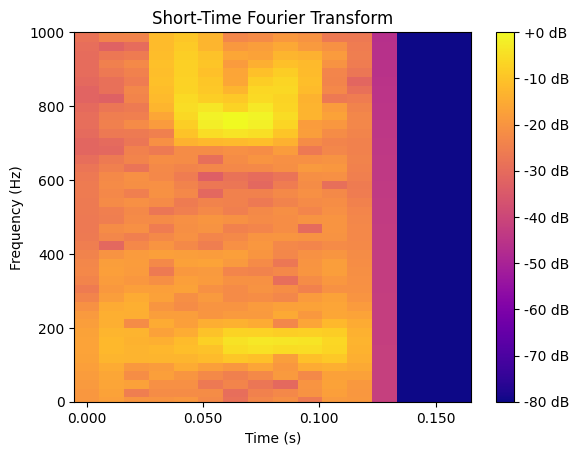 Short-Time Fourier Transform
1000
800
600
400
200
0
Frequency (Hz)
0.000
0.050
0.100
0.150
Time (s)
+0 dB
-10 dB
-20 dB
-30 dB
-40 dB
-50 dB
-60 dB
-70 dB
-80 dB